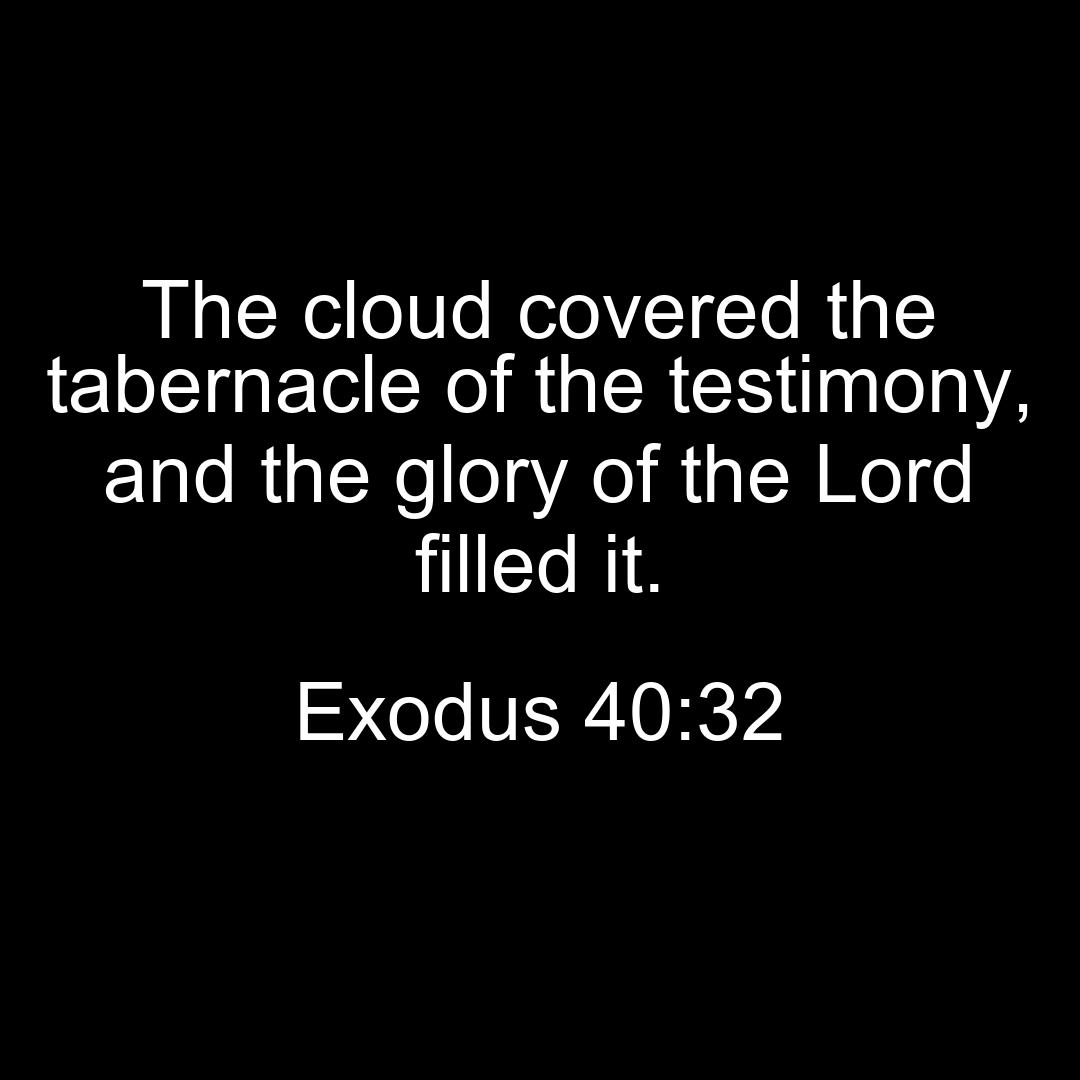 The cloud covered the
tabernacle of the testimony,
and the glory of the Lord
filled it.
Exodus 40:32